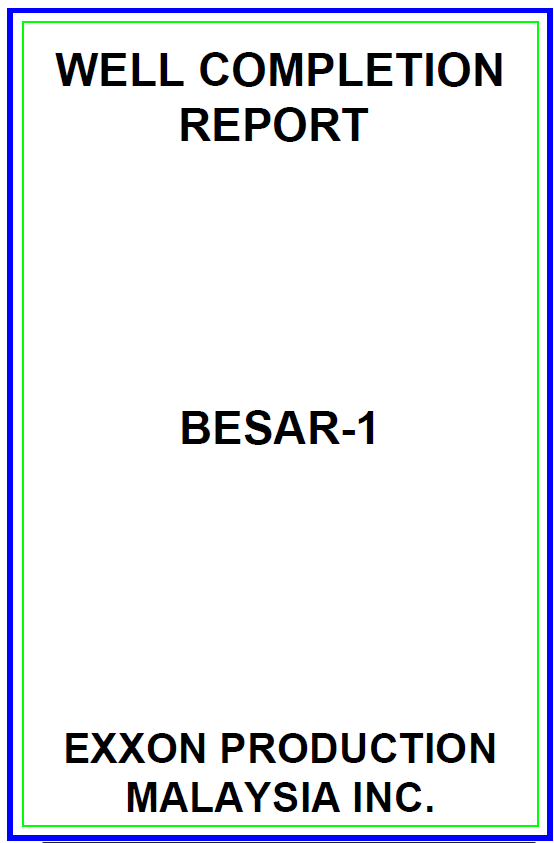 WELL COMPLETION
REPORT
BESAR-1
EXXON PRODUCTION
MALAYSIA INC.